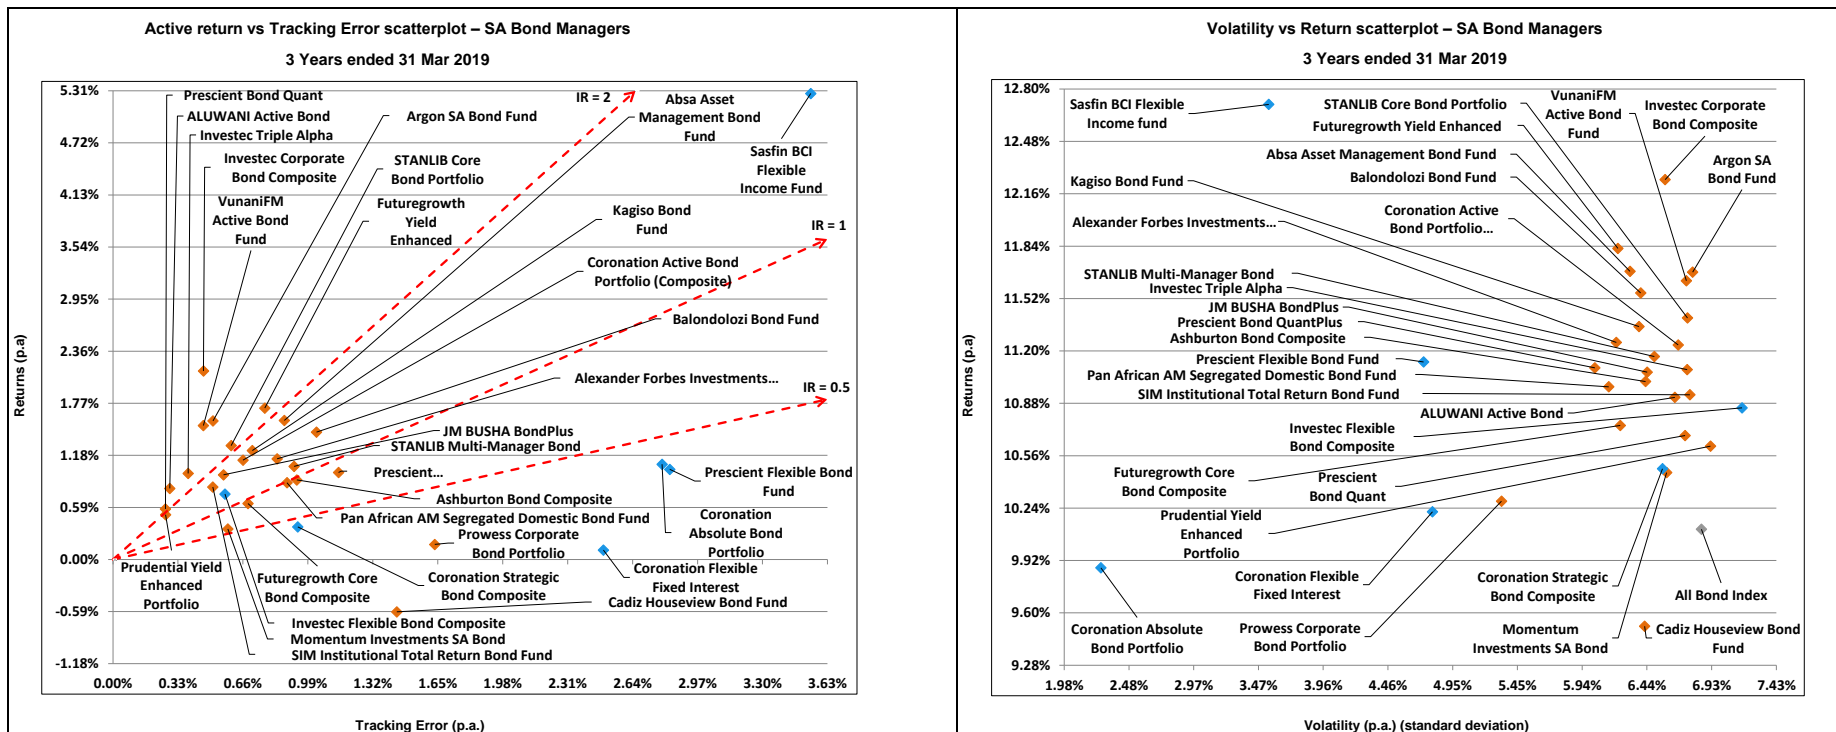 Active return vs Tracking Error scatterplot – SA Bond Managers
3 Years ended 31 Mar 2019
5.31%
4.72%
4.13%
3.54%
2.95%
2.36%
1.77%
1.18%
0.59%
0.00%
-0.59%
-1.18%
Returns (p.a)
Prescient Bond Quant
ALUWANI Active Bond
Investec Triple Alpha
Investec Corporate
Bond Composite
VunaniFM
Active Bond
Fund
Argon SA Bond Fund
STANLIB Core
Bond Portfolio
Futuregrowth
Yield
Enhanced
IR = 2
Absa Asset
Management Bond
Fund
Sasfin BCI
Flexible
Income Fund
Kagiso Bond
Fund
IR = 1
Coronation Active Bond
Portfolio (Composite)
Balondolozi Bond Fund
Alexander Forbes Investments...
IR = 0.5
JM BUSHA BondPlus
STANLIB Multi-Manager Bond
Prescient...
Prescient Flexible Bond
Fund
Ashburton Bond Composite
Pan African AM Segregated Domestic Bond Fund
Coronation
Absolute Bond
Portfolio
Prowess Corporate
Bond Portfolio
Prudential Yield
Enhanced
Portfolio
Futuregrowth Core
Bond Composite
Coronation Strategic
Bond Composite
Coronation Flexible
Fixed Interest
Cadiz Houseview Bond Fund
Investec Flexible Bond Composite
Momentum Investments SA Bond
SIM Institutional Total Return Bond Fund
0.00% 0.33% 0.66% 0.99% 1.32% 1.65% 1.98% 2.31% 2.64% 2.97% 3.30% 3.63%
Tracking Error (p.a.)
Volatility vs Return scatterplot – SA Bond Managers
3 Years ended 31 Mar 2019
12.80%
12.48%
12.16%
11.84%
11.52%
11.20%
10.88%
10.56%
10.24%
9.92%
9.60%
9.28%
Returns (p.a)
Sasfin BCI Flexible
Income fund
STANLIB Core Bond Portfolio
Futuregrowth Yield Enhanced
VunaniFM
Active Bond
Fund
Investec Corporate
Bond Composite
Absa Asset Management Bond Fund
Balondolozi Bond Fund
Argon SA
Bond Fund
Kagiso Bond Fund
Alexander Forbes Investments...
Coronation Active
Bond Portfolio...
STANLIB Multi-Manager Bond
Investec Triple Alpha
JM BUSHA BondPlus
Prescient Bond QuantPlus
Ashburton Bond Composite
Prescient Flexible Bond Fund
Pan African AM Segregated Domestic Bond Fund
SIM Institutional Total Return Bond Fund
ALUWANI Active Bond
Investec Flexible
Bond Composite
Futuregrowth Core
Bond Composite
Prescient
Bond Quant
Prudential Yield
Enhanced
Portfolio
Coronation Flexible
Fixed Interest
Coronation Strategic
Bond Composite
All Bond Index
Coronation Absolute
Bond Portfolio
Prowess Corporate
Bond Portfolio
Momentum
Investments SA Bond
Cadiz Houseview Bond
Fund
1.98% 2.48% 2.97% 3.47% 3.96% 4.46% 4.95% 5.45% 5.94% 6.44% 6.93% 7.43%
Volatility (p.a.) (standard deviation)